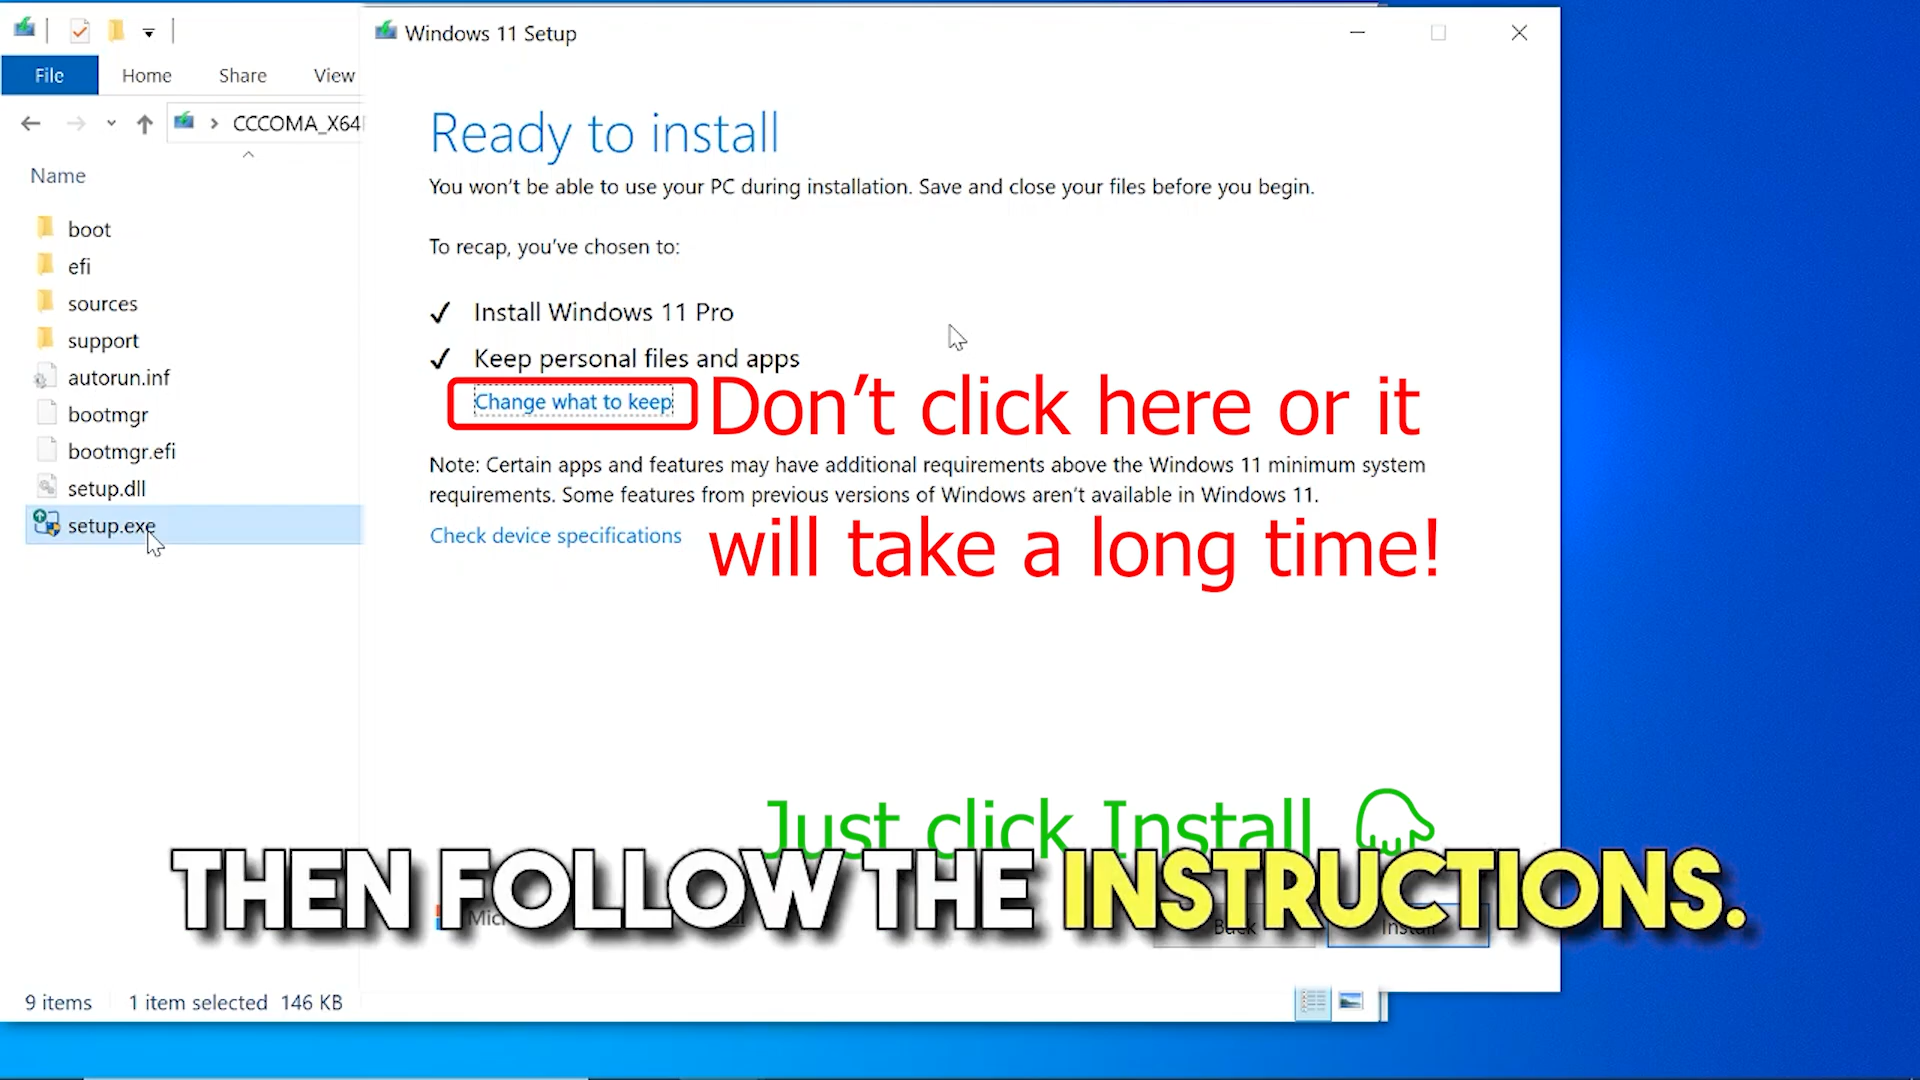 Windows 11 Setup
File Home Share View
CCCOMA_X64
Name
boot
efi
sources
support
autorun.inf
bootmgr
bootmgr.efi
setup.dll
setup.exe
9 items 1 item selected 146 KB
Ready to install
You won't be able to use your PC during installation. Save and close your files before you begin.
To recap, you've chosen to:
✓ Install Windows 11 Pro
✓ Keep personal files and apps
Change what to keep
Don't click here or it
Note: Certain apps and features may have additional requirements above the Windows 11 minimum system
requirements. Some features from previous versions of Windows aren't available in Windows 11.
Check device specifications
will take a long time!
Just click Install
THEN FOLLOW THE INSTRUCTIONS.
Back Install